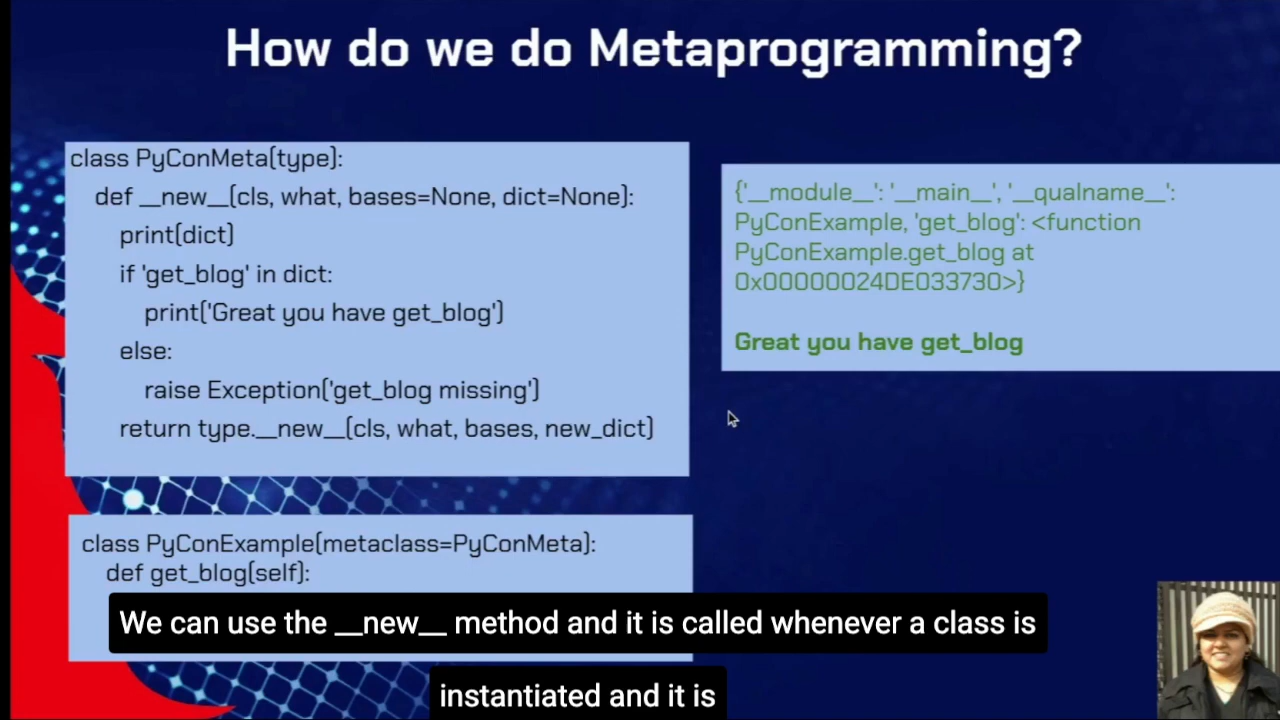 How do we do Metaprogramming?
class PyConMeta(type):
def __new__(cls, what, bases=None, dict=None):
print(dict)
if 'get_blog' in dict:
print('Great you have get_blog')
else:
raise Exception('get_blog missing')
return type.__new__(cls, what, bases, new_dict)
{'__module__': '__main__', '__qualname__':
PyConExample, 'get_blog': <function
PyConExample.get_blog at
0x00000024DE033730>}
Great you have get_blog
class PyConExample(metaclass=PyConMeta):
def get_blog(self):
We can use the __new__ method and it is called whenever a class is
instantiated and it is